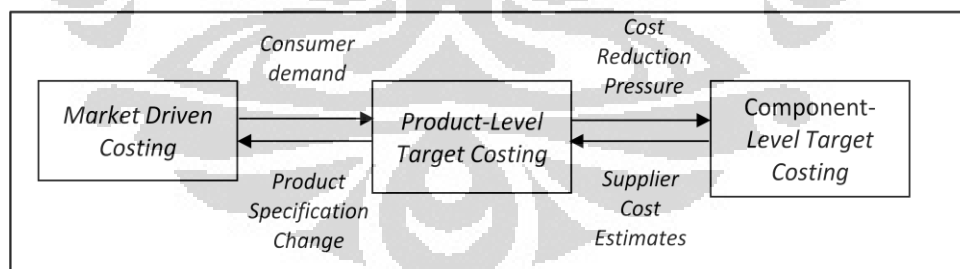 Consumer
demand
Cost
Reduction
Pressure
Market Driven
Costing
Product-Level
Target Costing
Component-
Level Target
Costing
Product
Specification
Change
Supplier
Cost
Estimates